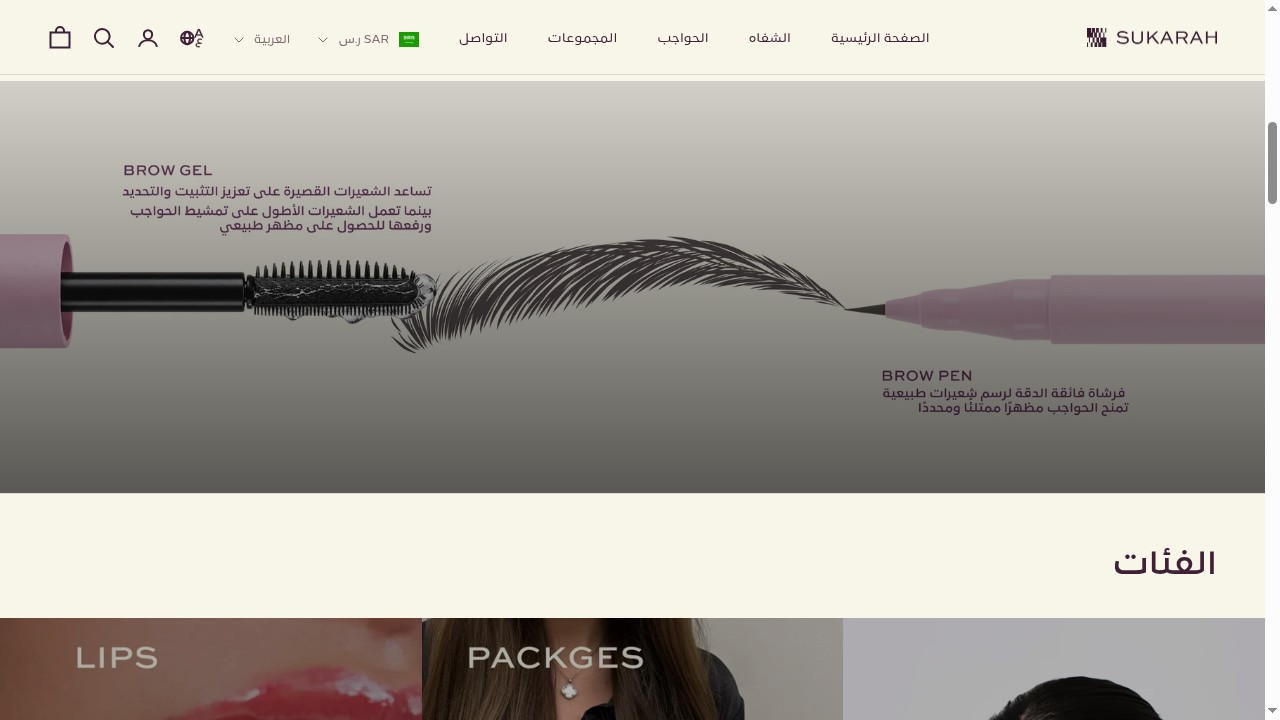 SUKARAH
الصفحة الرئيسية
الشفاه
الحواجب
المجموعات
التواصل
SAR ر.س
العربية
BROW GEL
تساعد الشعيرات القصيرة على تعزيز التثبيت والتحديد
بينما تعمل الشعيرات الأطول على تمشيط الحواجب
ورفعها للحصول على مظهر طبيعي
BROW PEN
فرشاة فائقة الدقة لرسم شعيرات طبيعية
تمنح الحواجب مظهرًا ممتلئًا ومحددًا
الفئات
LIPS
PACKGES